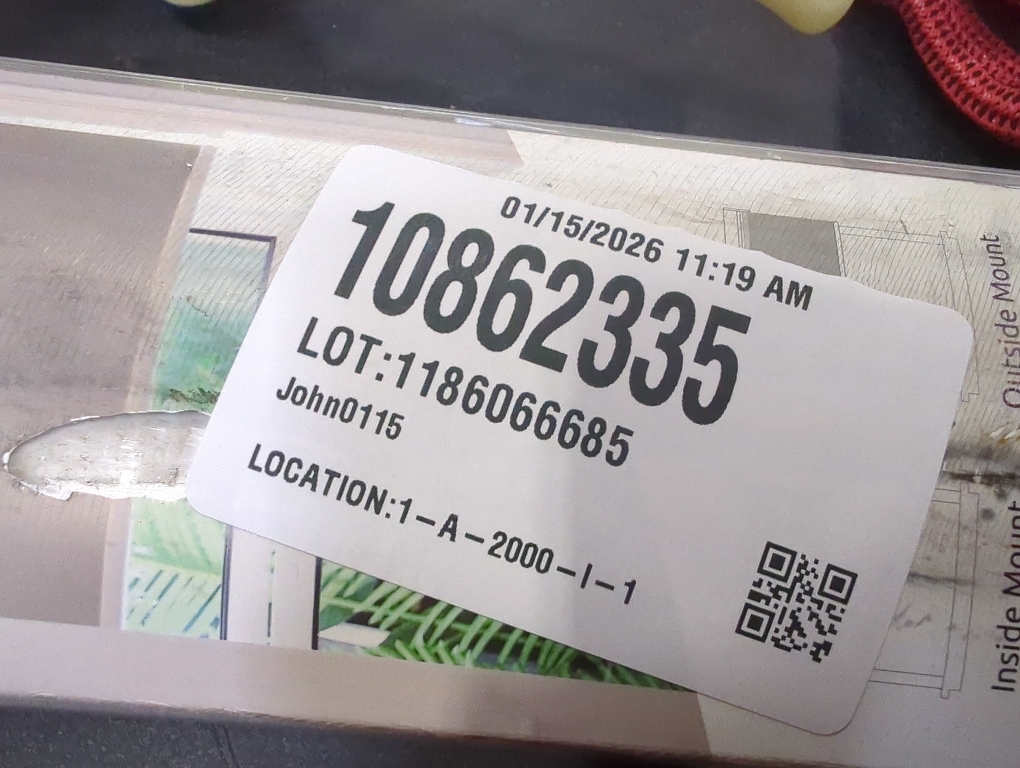 01/15/2026 11:19 AM
10862335
LOT:1186066685
John0115
LOCATION:1-A-2000-I-1
Outside Mount
Inside Mount